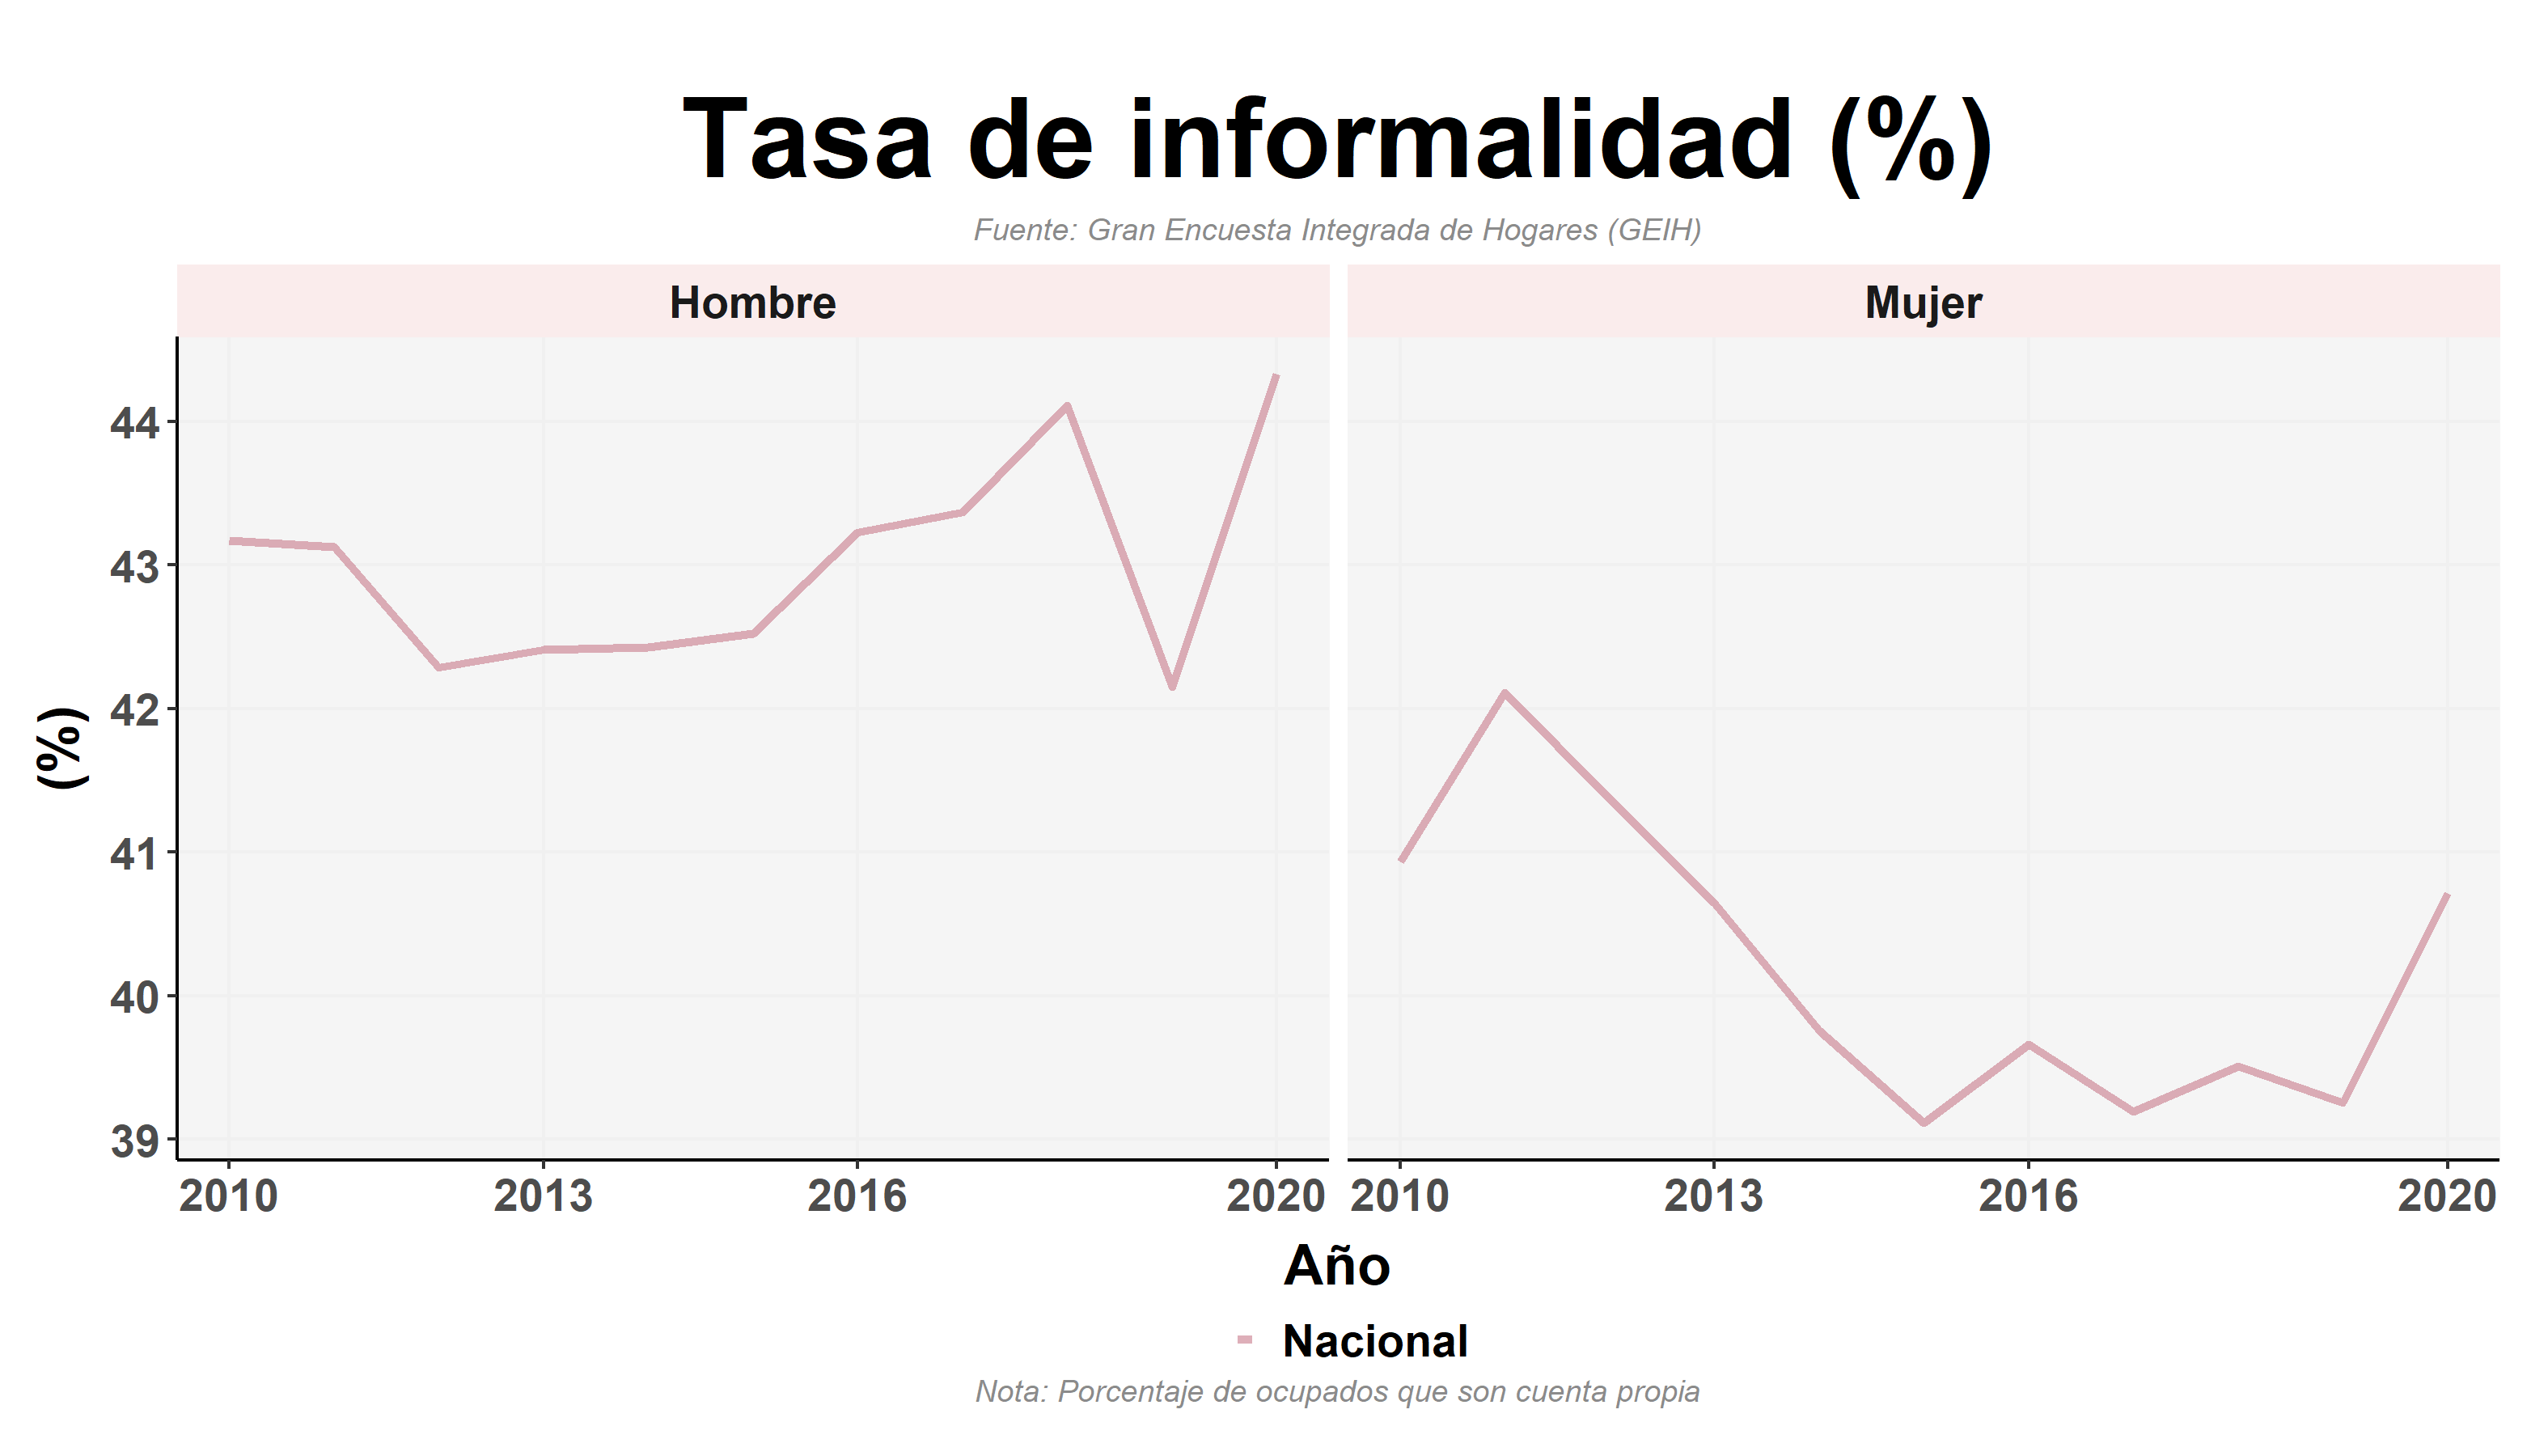 Tasa de informalidad (%)
Fuente: Gran Encuesta Integrada de Hogares (GEIH)
Hombre
Mujer
44
43
42
41
40
39
(%)
2010 2013 2016 2020
2010 2013 2016 2020
Año
Nacional
Nota: Porcentaje de ocupados que son cuenta propia